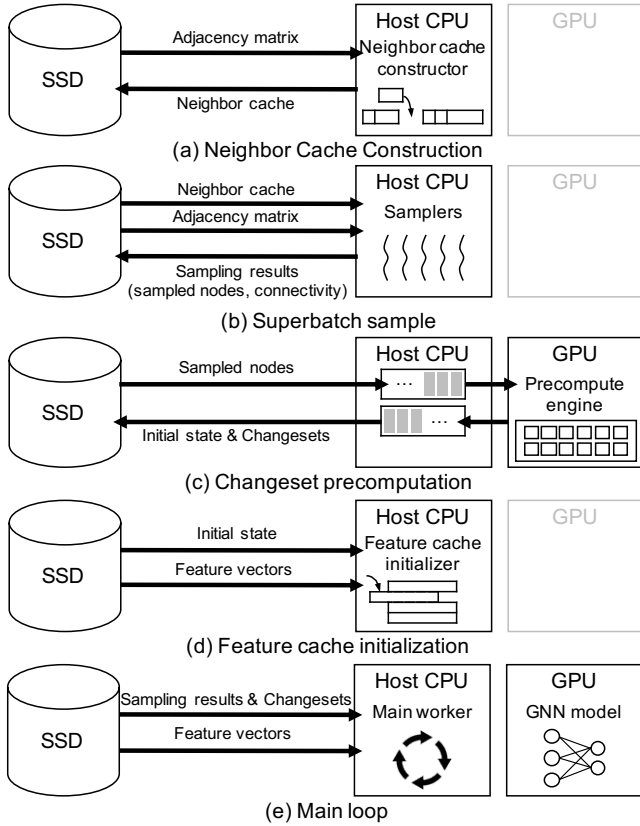 Host CPU
GPU
Adjacency matrix
Neighbor cache
constructor
SSD
Neighbor cache
(a) Neighbor Cache Construction
Host CPU
GPU
Neighbor cache
Samplers
Adjacency matrix
SSD
Sampling results
(sampled nodes, connectivity)
(b) Superbatch sample
Host CPU
GPU
Sampled nodes
...
Precompute
engine
SSD
...
Initial state & Changesets
(c) Changeset precomputation
Host CPU
GPU
Initial state
Feature cache
initializer
SSD
Feature vectors
(d) Feature cache initialization
Host CPU
GPU
Sampling results & Changesets
Main worker
GNN model
SSD
Feature vectors
(e) Main loop